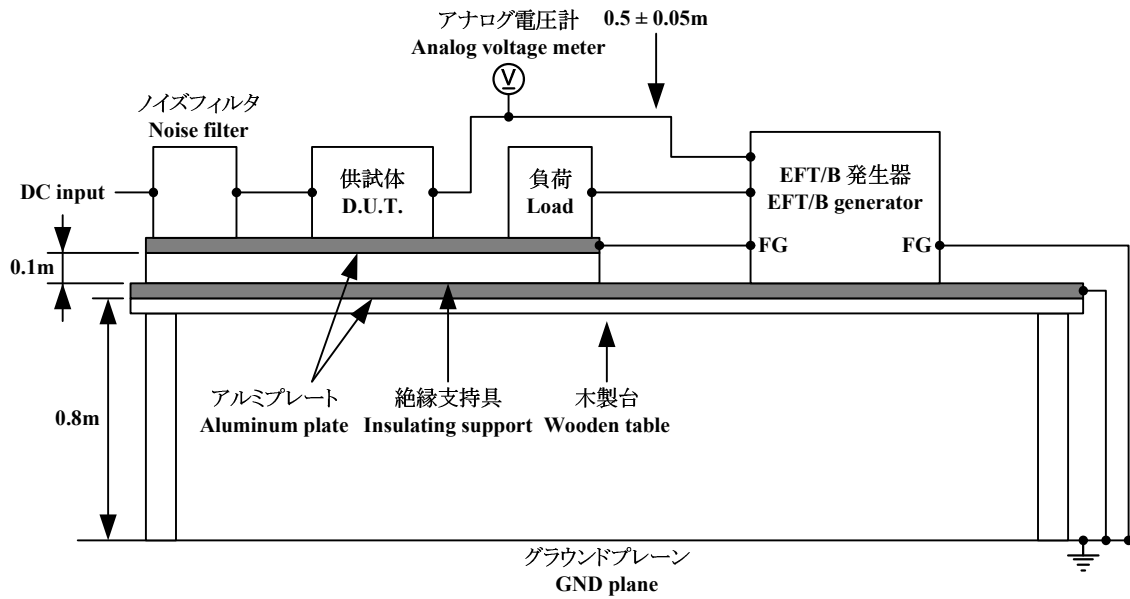 アナログ電圧計
Analog voltage meter
0.5 ± 0.05m
V
ノイズフィルタ
Noise filter
DC input
供試体
D.U.T.
負荷
Load
EFT/B 発生器
EFT/B generator
FG
FG
0.1m
0.8m
アルミプレート
Aluminum plate
絶縁支持具
Insulating support
木製台
Wooden table
グラウンドプレーン
GND plane